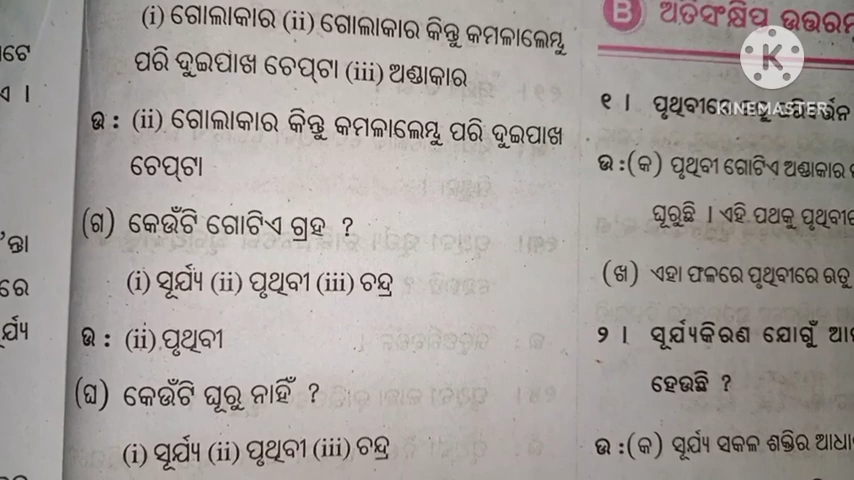 (i) ଗୋଲାକାର (ii) ଗୋଲାକାର କିନ୍ତୁ କମଳାଲେମ୍ବୁ
ପରି ଦୁଇପାଖ ଚେପ୍‌ଟା (iii) ଅଣ୍ଡାକାର
ଉ : (ii) ଗୋଲାକାର କିନ୍ତୁ କମଳାଲେମ୍ବୁ ପରି ଦୁଇପାଖ
ଚେପ୍‌ଟା
(ଗ) କେଉଁଟି ଗୋଟିଏ ଗ୍ରହ ?
(i) ସୂର୍ଯ୍ୟ (ii) ପୃଥିବୀ (iii) ଚନ୍ଦ୍ର
ଉ : (ii) ପୃଥିବୀ
(ଘ) କେଉଁଟି ଘୂରୁ ନାହିଁ ?
(i) ସୂର୍ଯ୍ୟ (ii) ପୃଥିବୀ (iii) ଚନ୍ଦ୍ର
B ଅତିସଂକ୍ଷିପ୍ତ
KINEMASTER
୧ । 
ଉ :(କ) ପୃଥିବୀ ଗୋଟିଏ ଅଣ୍ଡାକାର
ଘୂରୁଛି । ଏହି ପଥକୁ
(ଖ) ଏହା ଫଳରେ ପୃଥିବୀରେ ଋତୁ
୨ । ସୂର୍ଯ୍ୟକିରଣ ଯୋଗୁଁ
ହେଉଛି ?
ଉ :(କ) ସୂର୍ଯ୍ୟ ସକଳ ଶକ୍ତିର